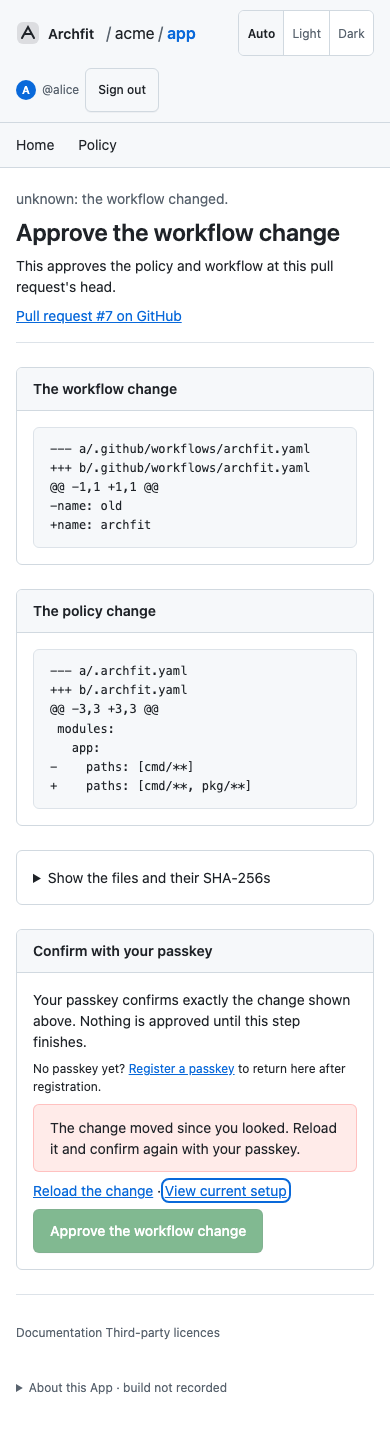 Archfit / acme / app
Auto Light Dark
A @alice Sign out
Home Policy
unknown: the workflow changed.
Approve the workflow change
This approves the policy and workflow at this pull
request's head.
Pull request #7 on GitHub
The workflow change
--- a/.github/workflows/archfit.yaml
+++ b/.github/workflows/archfit.yaml
@@ -1,1 +1,1 @@
-name: old
+name: archfit
The policy change
--- a/.archfit.yaml
+++ b/.archfit.yaml
@@ -3,3 +3,3 @@
 modules:
   app:
-    paths: [cmd/**]
+    paths: [cmd/**, pkg/**]
Show the files and their SHA-256s
Confirm with your passkey
Your passkey confirms exactly the change shown
above. Nothing is approved until this step
finishes.
No passkey yet? Register a passkey to return here after
registration.
The change moved since you looked. Reload
it and confirm again with your passkey.
Reload the change · View current setup
Approve the workflow change
Documentation Third-party licences
About this App · build not recorded